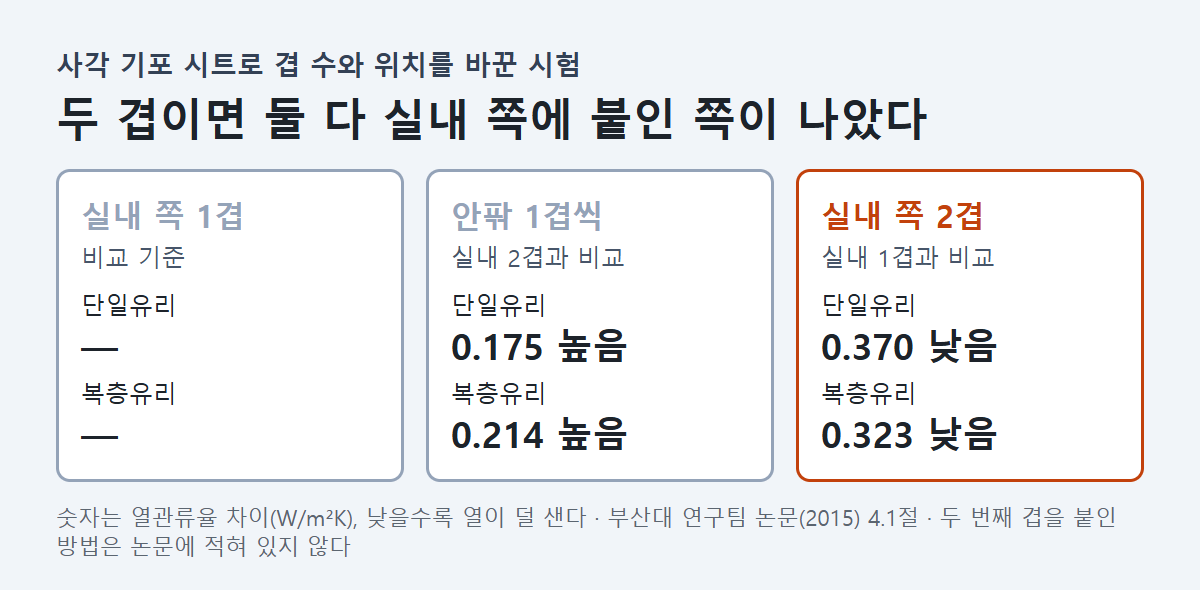 사각 기포 시트로 겹 수와 위치를 바꾼 시험
두 겹이면 둘 다 실내 쪽에 붙인 쪽이 나았다
실내 쪽 1겹
비교 기준
단일유리
—
복층유리
—
안팎 1겹씩
실내 2겹과 비교
단일유리
0.175 높음
복층유리
0.214 높음
실내 쪽 2겹
실내 1겹과 비교
단일유리
0.370 낮음
복층유리
0.323 낮음
숫자는 열관류율 차이(W/m²K), 낮을수록 열이 덜 샌다 · 부산대 연구팀 논문(2015) 4.1절 · 두 번째 겹을 붙인
방법은 논문에 적혀 있지 않다